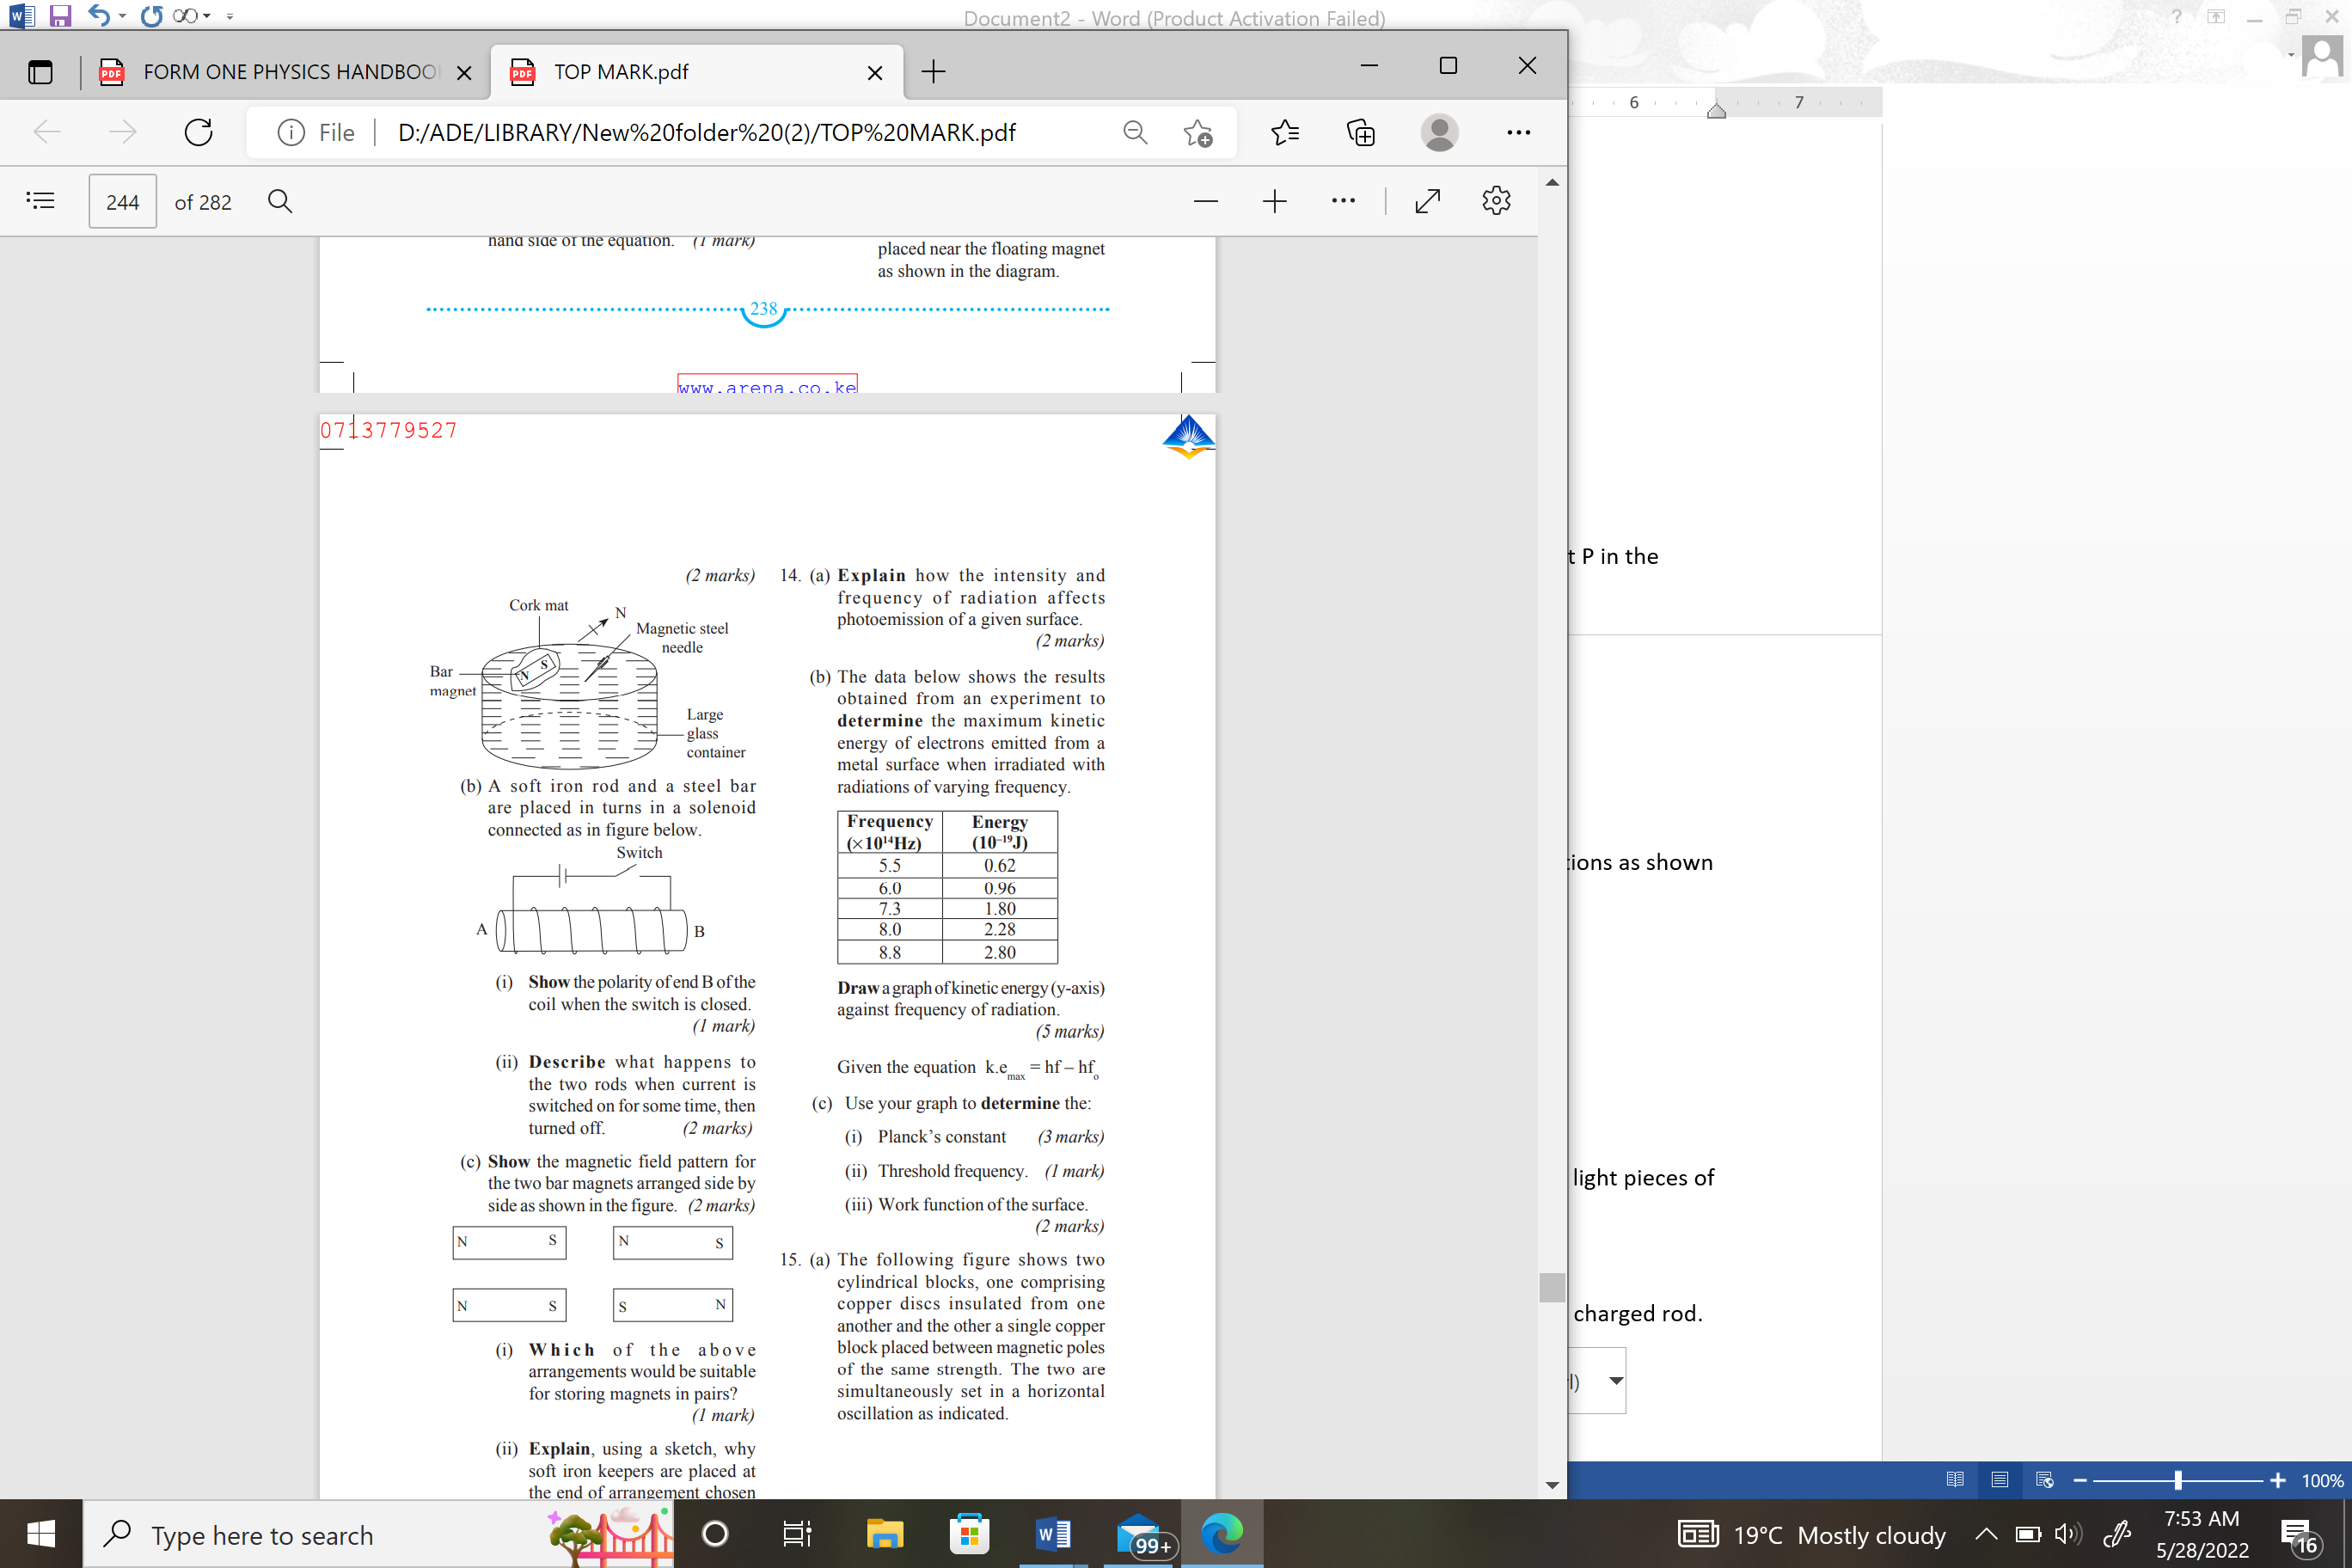 Document2 - Word (Product Activation Failed)
FORM ONE PHYSICS HANDBOO
TOP MARK.pdf
File
D:/ADE/LIBRARY/New%20folder%20(2)/TOP%20MARK.pdf
6 7
244 of 282
hand side of the equation. (1 mark)
placed near the floating magnet
as shown in the diagram.
238
www.arena.co.ke
0713779527
(2 marks)
Cork mat
N
Magnetic steel
needle
S
N
Bar
magnet
Large
glass
container
(b) A soft iron rod and a steel bar
are placed in turns in a solenoid
connected as in figure below.
Switch
A
B
(i) Show the polarity of end B of the
coil when the switch is closed.
(1 mark)
(ii) Describe what happens to
the two rods when current is
switched on for some time, then
turned off. (2 marks)
(c) Show the magnetic field pattern for
the two bar magnets arranged side by
side as shown in the figure. (2 marks)
N S N S
N S S N
(i) Which of the above
arrangements would be suitable
for storing magnets in pairs?
(1 mark)
(ii) Explain, using a sketch, why
soft iron keepers are placed at
the end of arrangement chosen
14. (a) Explain how the intensity and
frequency of radiation affects
photoemission of a given surface.
(2 marks)
(b) The data below shows the results
obtained from an experiment to
determine the maximum kinetic
energy of electrons emitted from a
metal surface when irradiated with
radiations of varying frequency.
Frequency Energy
(×10¹⁴Hz) (10⁻¹⁹J)
5.5 0.62
6.0 0.96
7.3 1.80
8.0 2.28
8.8 2.80
Draw a graph of kinetic energy (y-axis)
against frequency of radiation.
(5 marks)
Given the equation k.eₘₐₓ = hf – hfₒ
(c) Use your graph to determine the:
(i) Planck's constant (3 marks)
(ii) Threshold frequency. (1 mark)
(iii) Work function of the surface.
(2 marks)
15. (a) The following figure shows two
cylindrical blocks, one comprising
copper discs insulated from one
another and the other a single copper
block placed between magnetic poles
of the same strength. The two are
simultaneously set in a horizontal
oscillation as indicated.
t P in the
tions as shown
light pieces of
charged rod.
l)
100%
Type here to search
99+
19°C Mostly cloudy
7:53 AM
5/28/2022
16